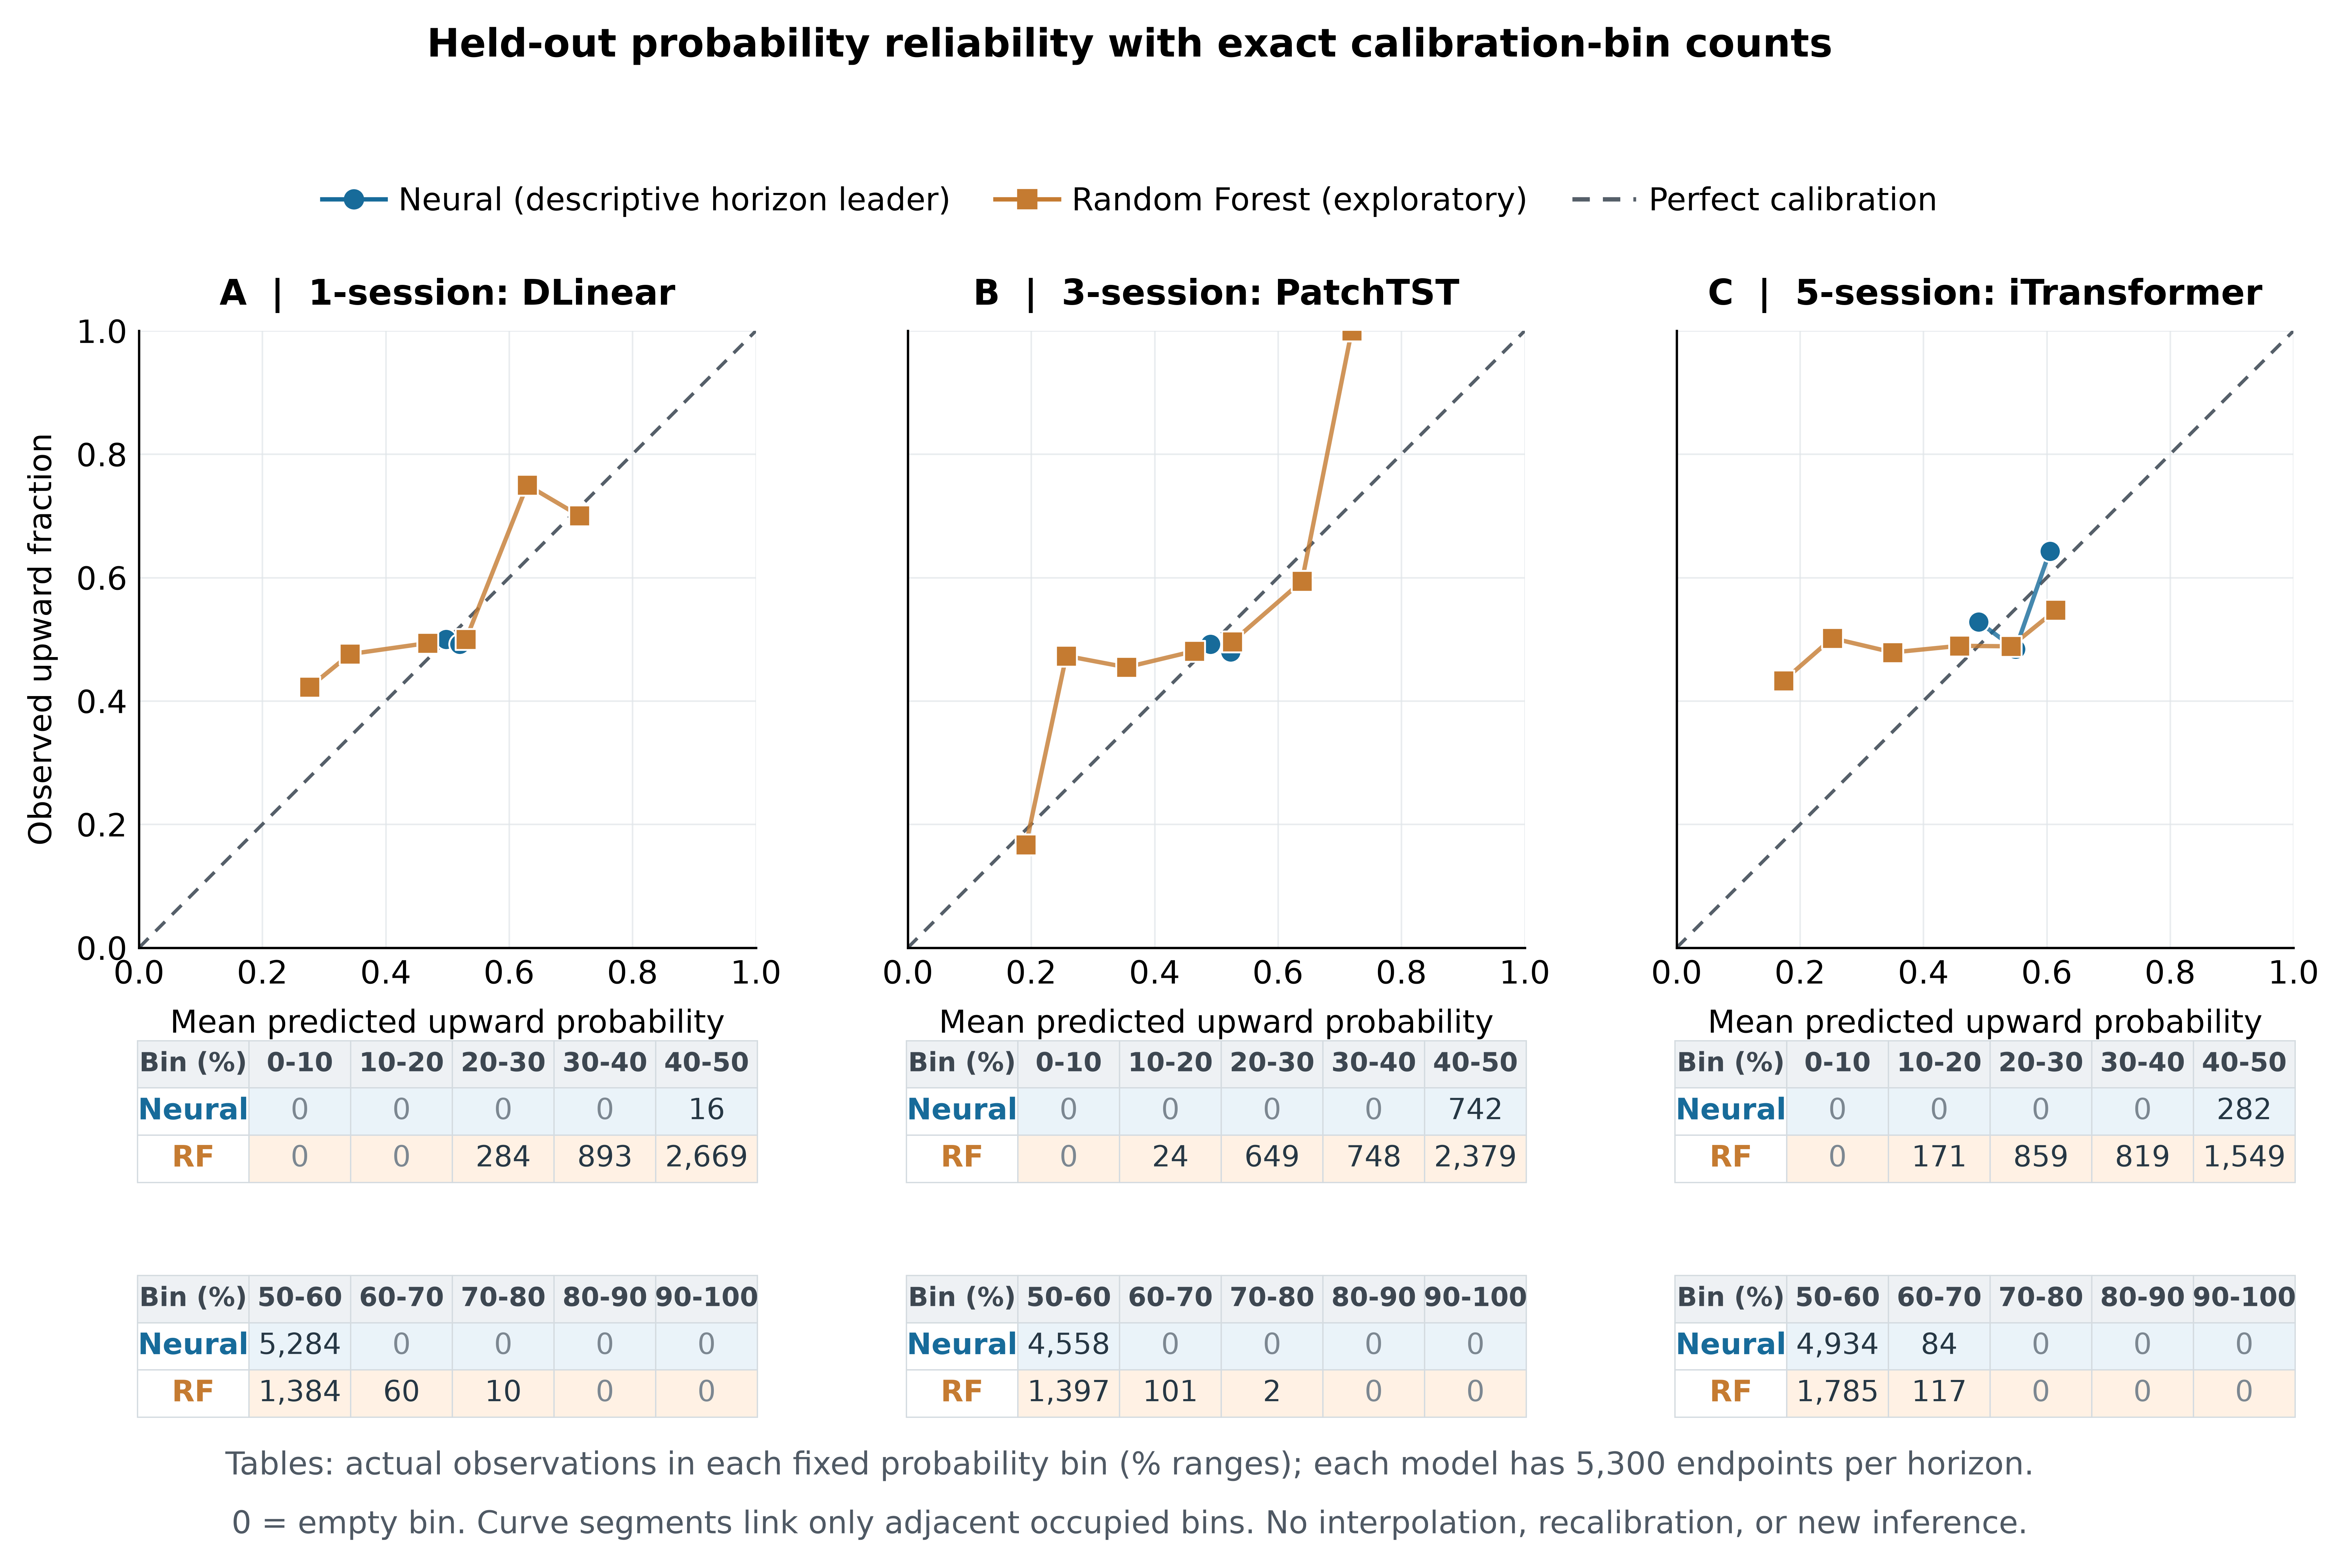 Held-out probability reliability with exact calibration-bin counts
Neural (descriptive horizon leader) Random Forest (exploratory) Perfect calibration
A | 1-session: DLinear
B | 3-session: PatchTST
C | 5-session: iTransformer
Observed upward fraction
1.0
0.8
0.6
0.4
0.2
0.0
0.0 0.2 0.4 0.6 0.8 1.0
0.0 0.2 0.4 0.6 0.8 1.0
0.0 0.2 0.4 0.6 0.8 1.0
Mean predicted upward probability
Mean predicted upward probability
Mean predicted upward probability
Bin (%) 0-10 10-20 20-30 30-40 40-50
Neural 0 0 0 0 16
RF 0 0 284 893 2,669
Bin (%) 0-10 10-20 20-30 30-40 40-50
Neural 0 0 0 0 742
RF 0 24 649 748 2,379
Bin (%) 0-10 10-20 20-30 30-40 40-50
Neural 0 0 0 0 282
RF 0 171 859 819 1,549
Bin (%) 50-60 60-70 70-80 80-90 90-100
Neural 5,284 0 0 0 0
RF 1,384 60 10 0 0
Bin (%) 50-60 60-70 70-80 80-90 90-100
Neural 4,558 0 0 0 0
RF 1,397 101 2 0 0
Bin (%) 50-60 60-70 70-80 80-90 90-100
Neural 4,934 84 0 0 0
RF 1,785 117 0 0 0
Tables: actual observations in each fixed probability bin (% ranges); each model has 5,300 endpoints per horizon.
0 = empty bin. Curve segments link only adjacent occupied bins. No interpolation, recalibration, or new inference.